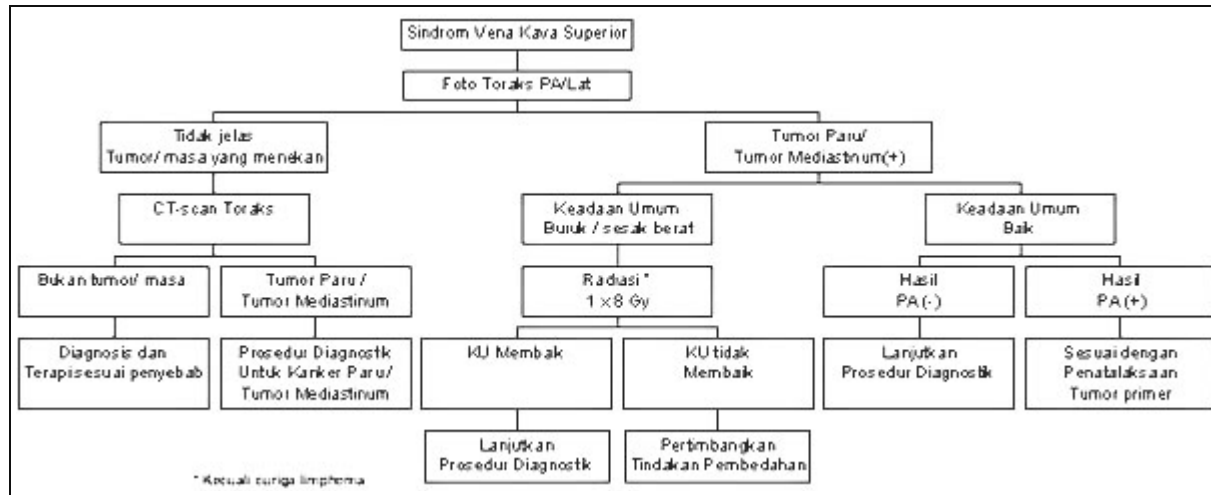 Sindrom Vena Kava Superior
Foto Toraks PA/Lat
Tidak jelas
Tumor/ masa yang menekan
Tumor Paru/
Tumor Mediastinum(+)
CT-scan Toraks
Keadaan Umum
Buruk / sesak berat
Keadaan Umum
Baik
Bukan tumor/ masa
Tumor Paru /
Tumor Mediastinum
Radiasi *
1 x 8 Gy
Hasil
PA (-)
Hasil
PA (+)
Diagnosis dan
Terapi sesuai penyebab
Prosedur Diagnostk
Untuk Kanker Paru/
Tumor Mediastinum
KU Membaik
KU tidak
Membaik
Lanjutkan
Prosedur Diagnostik
Sesuai dengan
Penatalaksaan
Tumor primer
Lanjutkan
Prosedur Diagnostik
Pertimbangkan
Tindakan Pembedahan
* Kecuali curiga limphoma